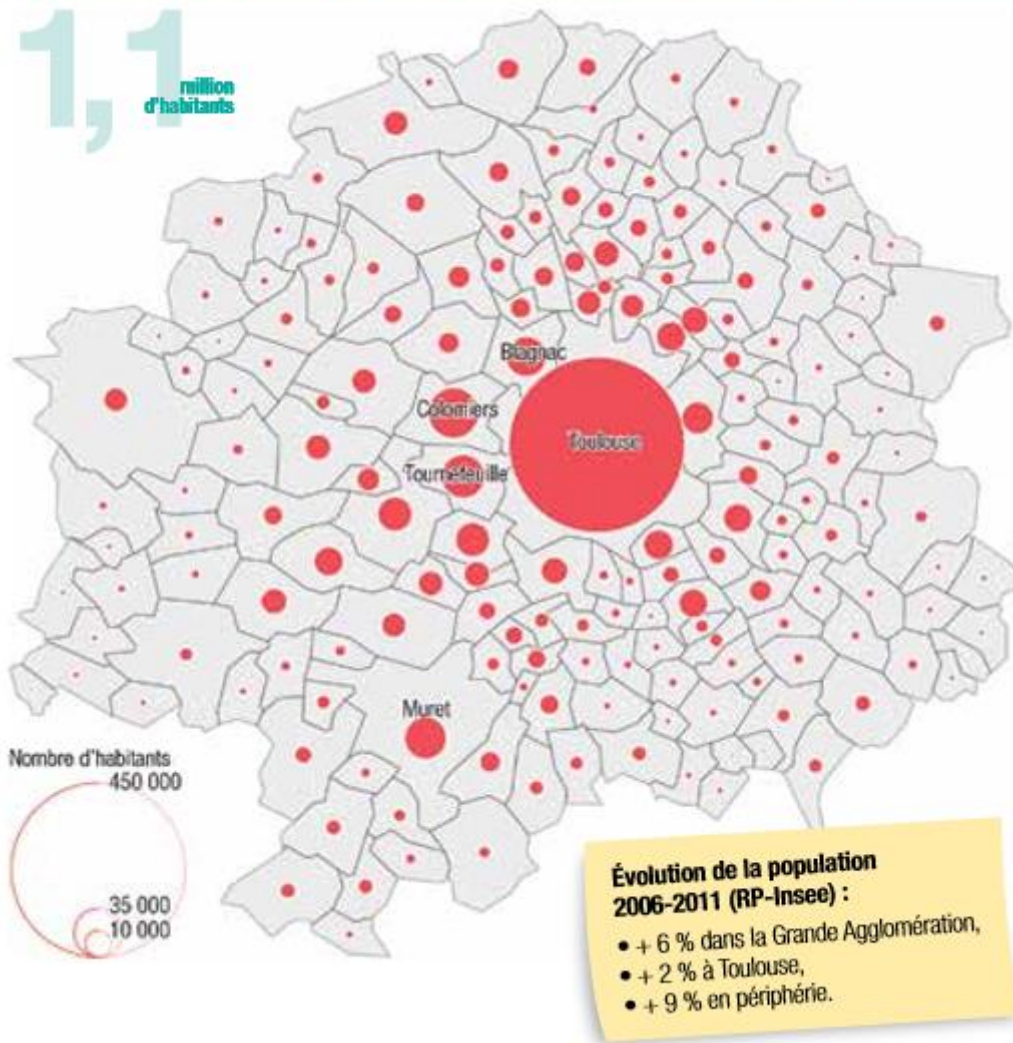 1,1
million
d'habitants
Blagnac
Colomiers
Toulouse
Tournefeuille
Muret
Nombre d'habitants
450 000
35 000
10 000
Évolution de la population
2006-2011 (RP-Insee) :
• + 6 % dans la Grande Agglomération,
• + 2 % à Toulouse,
• + 9 % en périphérie.